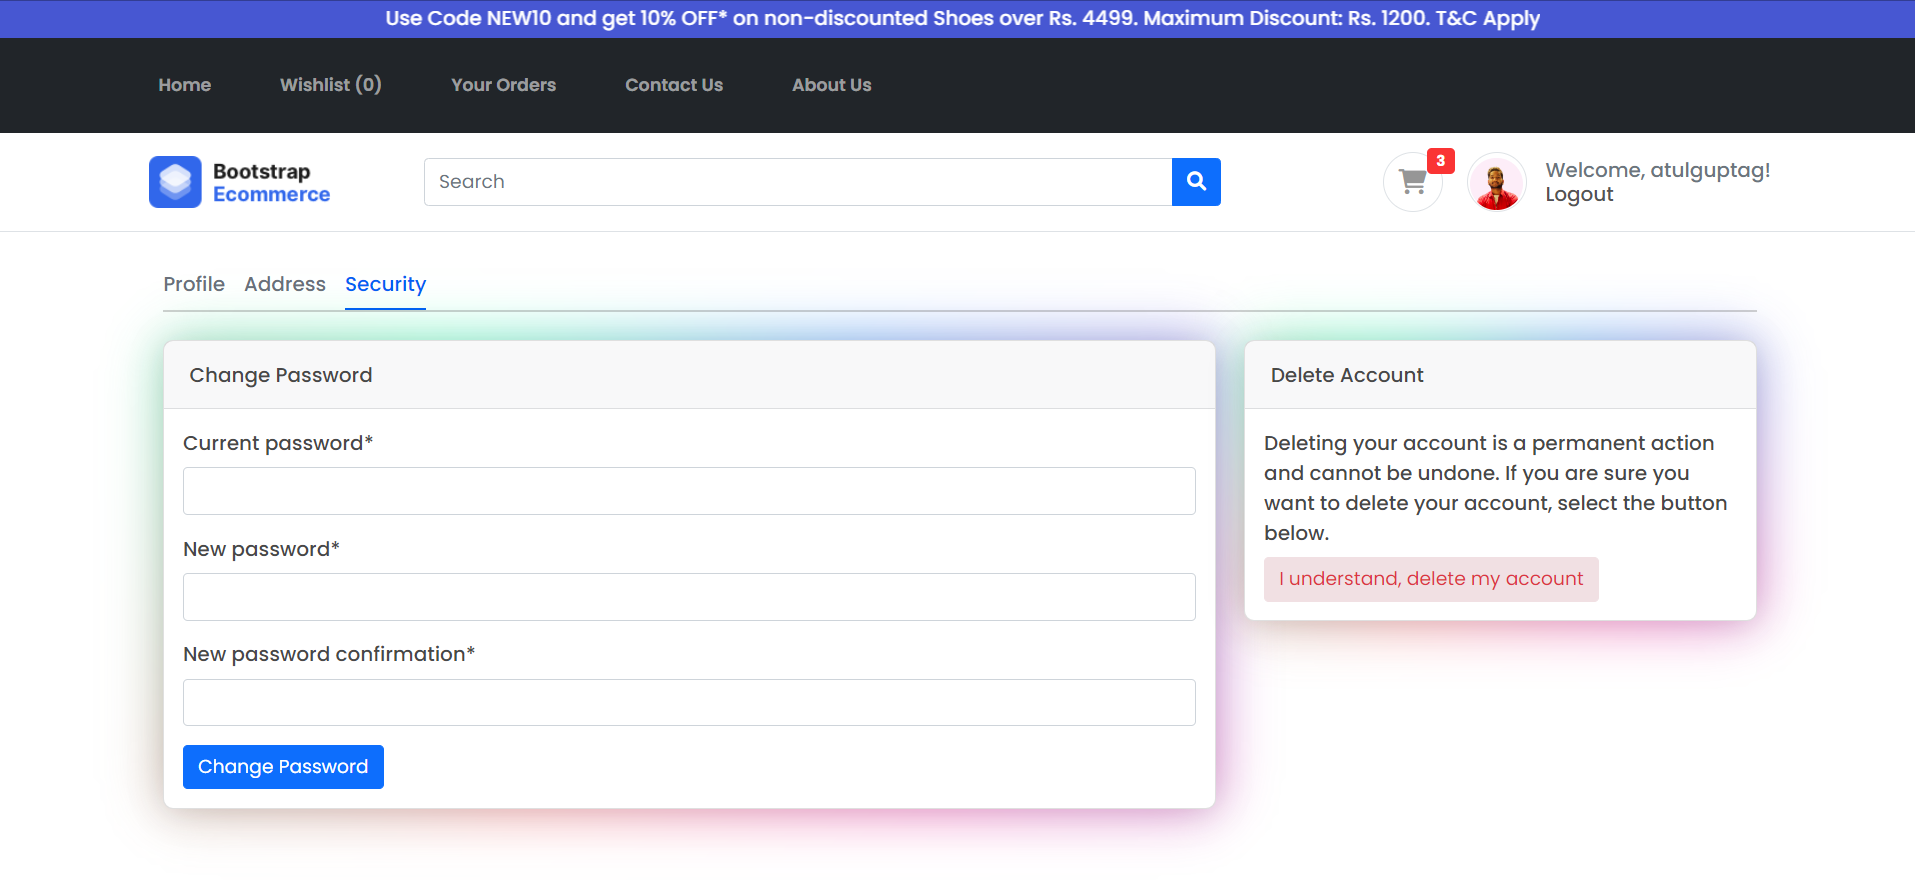 Use Code NEW10 and get 10% OFF* on non-discounted Shoes over Rs. 4499. Maximum Discount: Rs. 1200. T&C Apply
Home Wishlist (0) Your Orders Contact Us About Us
Bootstrap
Ecommerce
Search
3
Welcome, atulguptag!
Logout
Profile Address Security
Change Password
Current password*
New password*
New password confirmation*
Change Password
Delete Account
Deleting your account is a permanent action
and cannot be undone. If you are sure you
want to delete your account, select the button
below.
I understand, delete my account